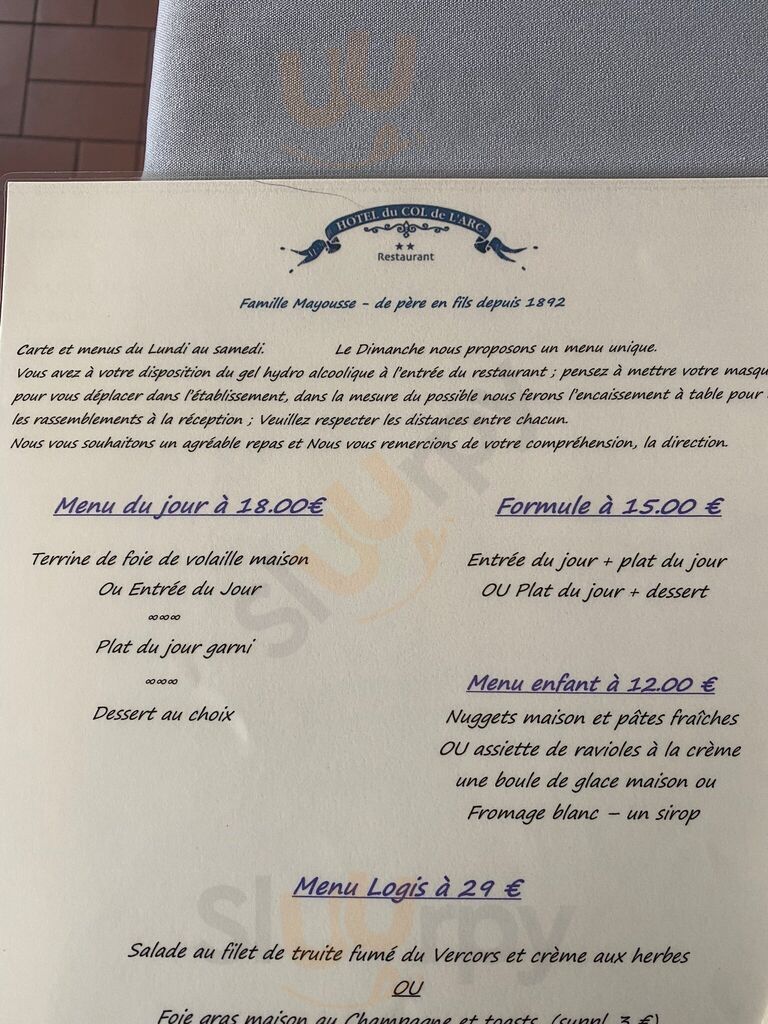 HOTEL du COL de L'ARC
Restaurant
Famille Mayousse - de père en fils depuis 1892
Carte et menus du Lundi au samedi. Le Dimanche nous proposons un menu unique.
Vous avez à votre disposition du gel hydro alcoolique à l'entrée du restaurant ; pensez à mettre votre masqu
pour vous déplacer dans l'établissement, dans la mesure du possible nous ferons l'encaissement à table pour
les rassemblements à la réception ; Veuillez respecter les distances entre chacun.
Nous vous souhaitons un agréable repas et Nous vous remercions de votre compréhension, la direction.
Menu du jour à 18.00€
Terrine de foie de volaille maison
Ou Entrée du Jour
∞∞∞
Plat du jour garni
∞∞∞
Dessert au choix
Formule à 15.00 €
Entrée du jour + plat du jour
OU Plat du jour + dessert
Menu enfant à 12.00 €
Nuggets maison et pâtes fraîches
OU assiette de ravioles à la crème
une boule de glace maison ou
Fromage blanc – un sirop
Menu Logis à 29 €
Salade au filet de truite fumé du Vercors et crème aux herbes
OU
Foie gras maison au Champagne et toasts (suppl. 3 €)
sluurpy
sluurpy